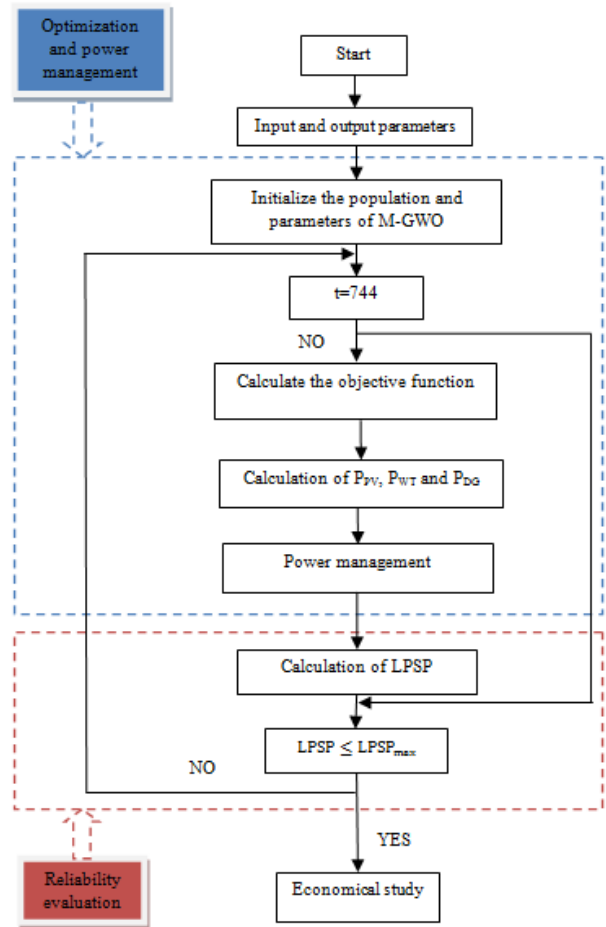 Optimization
and power
management
Start
Input and output parameters
Initialize the population and
parameters of M-GWO
t=744
NO
Calculate the objective function
Calculation of PPV, PWT and PDG
Power management
Calculation of LPSP
LPSP ≤ LPSPmax
NO
YES
Reliability
evaluation
Economical study